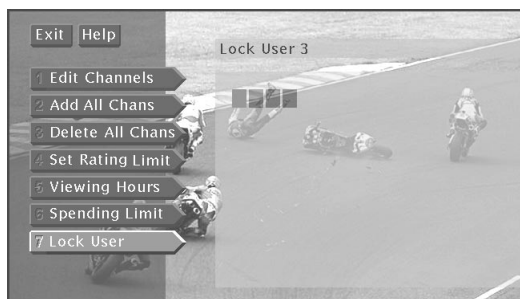 Exit Help
Lock User 3
1 Edit Channels
2 Add All Chans
3 Delete All Chans
4 Set Rating Limit
5 Viewing Hours
6 Spending Limit
7 Lock User